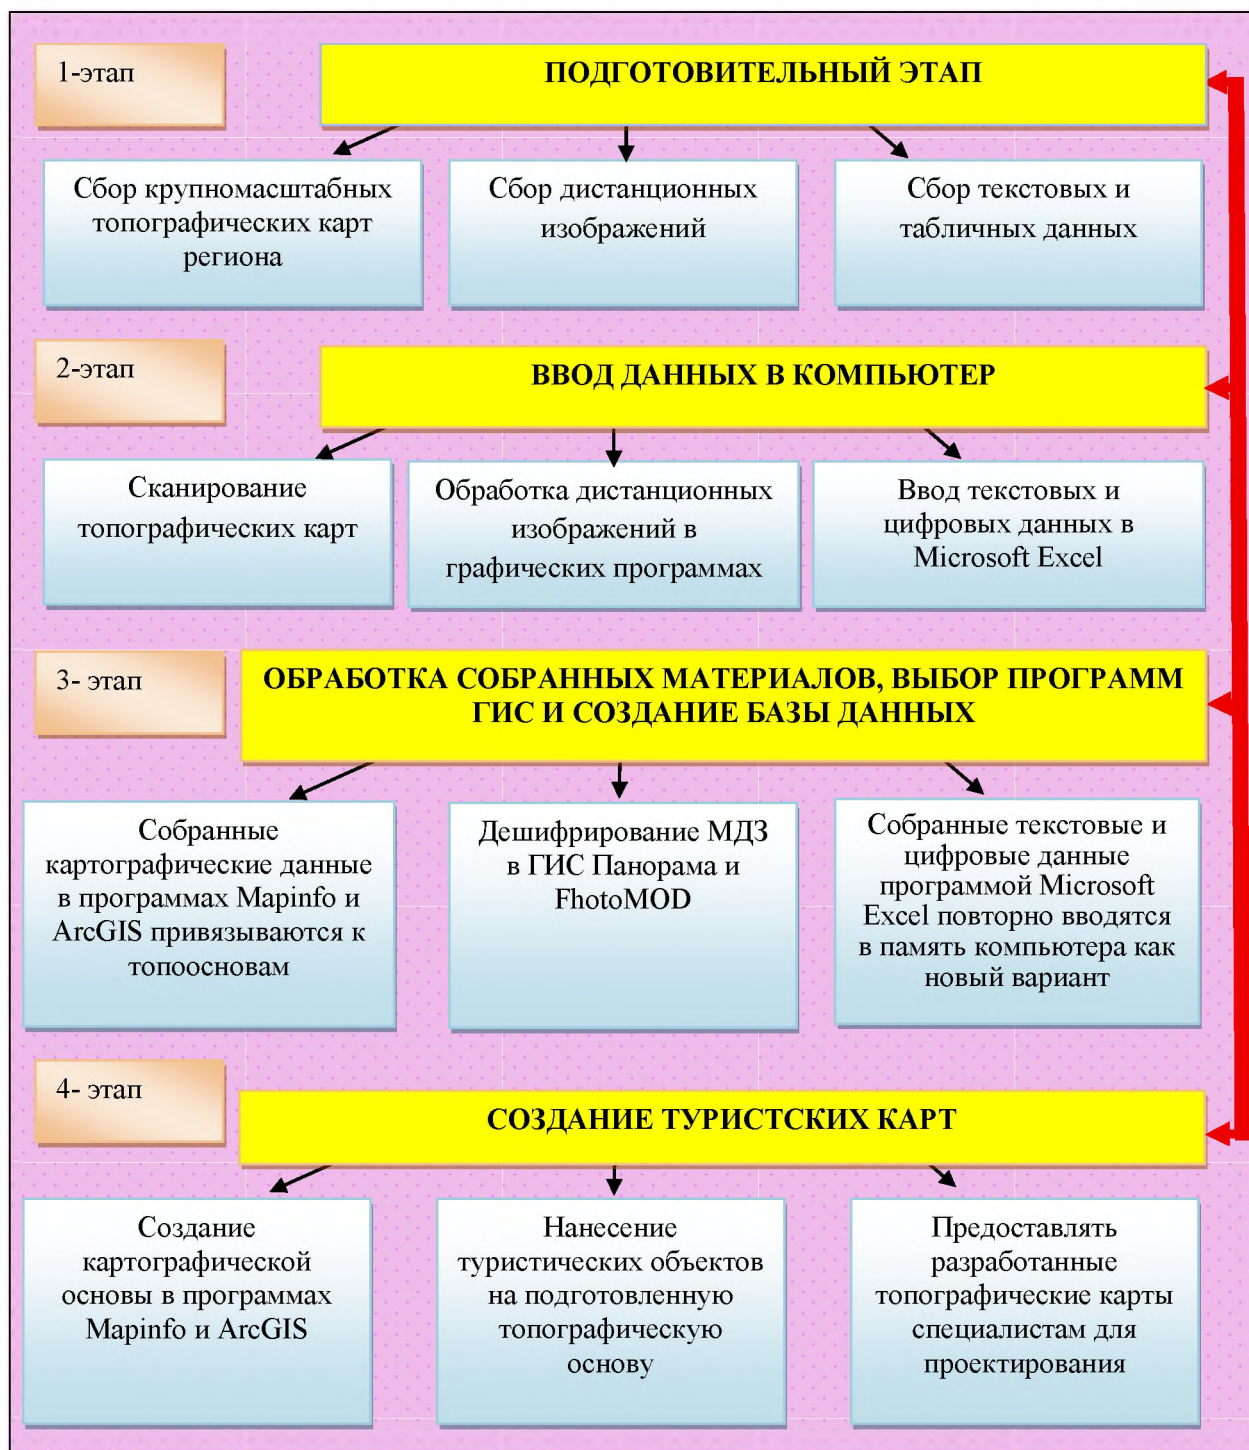 1-этап
ПОДГОТОВИТЕЛЬНЫЙ ЭТАП
Сбор крупномасштабных
топографических карт
региона
Сбор дистанционных
изображений
Сбор текстовых и
табличных данных
2-этап
ВВОД ДАННЫХ В КОМПЬЮТЕР
Сканирование
топографических карт
Обработка дистанционных
изображений в
графических программах
Ввод текстовых и
цифровых данных в
Microsoft Excel
3- этап
ОБРАБОТКА СОБРАННЫХ МАТЕРИАЛОВ, ВЫБОР ПРОГРАММ
ГИС И СОЗДАНИЕ БАЗЫ ДАННЫХ
Собранные
картографические данные
в программах Mapinfo и
ArcGIS привязываются к
топоосновам
Дешифрирование МДЗ
в ГИС Панорама и
FhotoMOD
Собранные текстовые и
цифровые данные
программой Microsoft
Excel повторно вводятся
в память компьютера как
новый вариант
4- этап
СОЗДАНИЕ ТУРИСТСКИХ КАРТ
Создание
картографической
основы в программах
Mapinfo и ArcGIS
Нанесение
туристических объектов
на подготовленную
топографическую
основу
Предоставлять
разработанные
топографические карты
специалистам для
проектирования